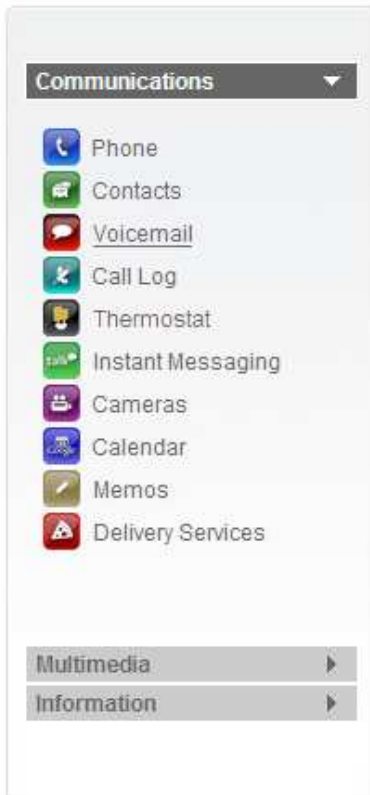 Communications
Phone
Contacts
Voicemail
Call Log
Thermostat
Instant Messaging
Cameras
Calendar
Memos
Delivery Services
Multimedia
Information